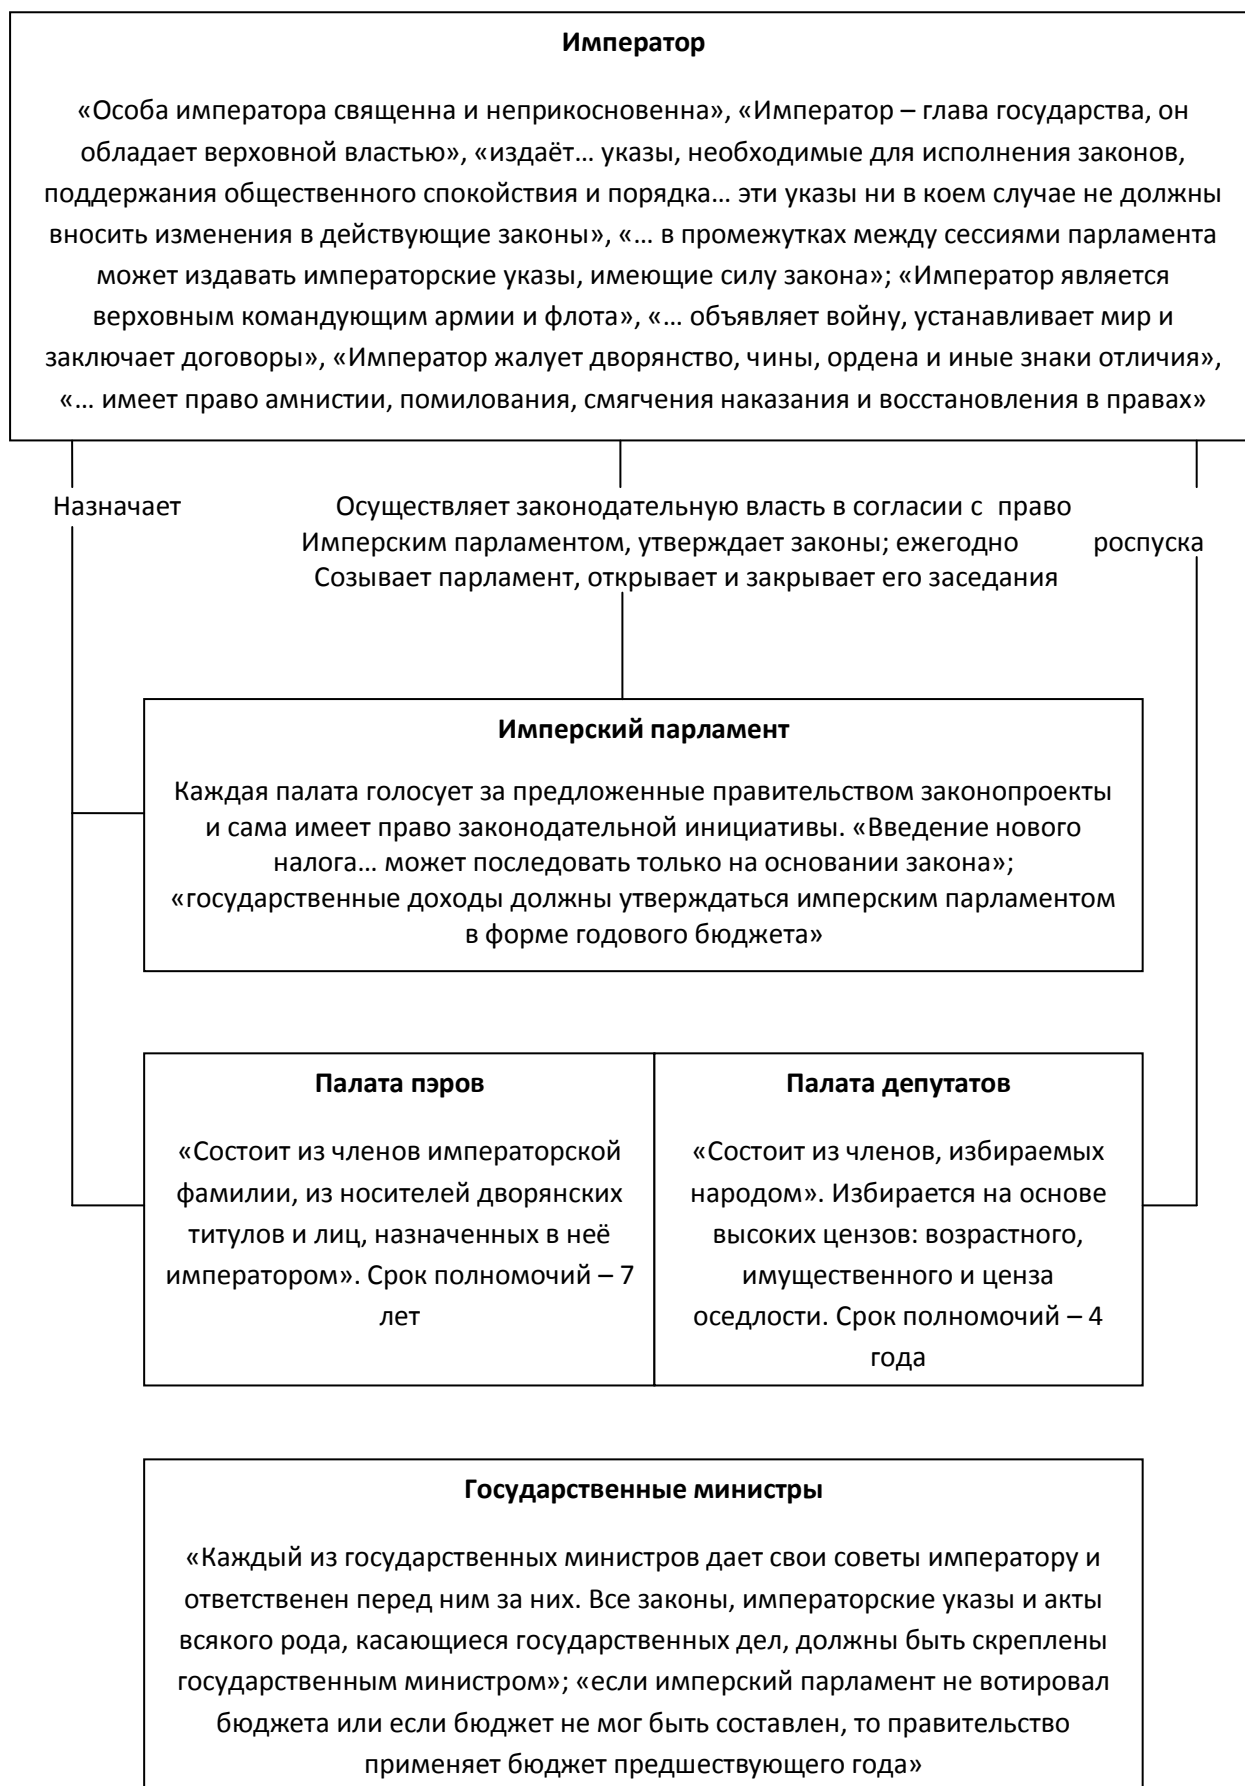 Император
«Особа императора священна и неприкосновенна», «Император – глава государства, он
обладает верховной властью», «издаёт… указы, необходимые для исполнения законов,
поддержания общественного спокойствия и порядка… эти указы ни в коем случае не должны
вносить изменения в действующие законы», «… в промежутках между сессиями парламента
может издавать императорские указы, имеющие силу закона»; «Император является
верховным командующим армии и флота», «… объявляет войну, устанавливает мир и
заключает договоры», «Император жалует дворянство, чины, ордена и иные знаки отличия»,
«… имеет право амнистии, помилования, смягчения наказания и восстановления в правах»
Назначает Осуществляет законодательную власть в согласии с право
Имперским парламентом, утверждает законы; ежегодно роспуска
Созывает парламент, открывает и закрывает его заседания
Имперский парламент
Каждая палата голосует за предложенные правительством законопроекты
и сама имеет право законодательной инициативы. «Введение нового
налога… может последовать только на основании закона»;
«государственные доходы должны утверждаться имперским парламентом
в форме годового бюджета»
Палата пэров
«Состоит из членов императорской
фамилии, из носителей дворянских
титулов и лиц, назначенных в неё
императором». Срок полномочий – 7
лет
Палата депутатов
«Состоит из членов, избираемых
народом». Избирается на основе
высоких цензов: возрастного,
имущественного и ценза
оседлости. Срок полномочий – 4
года
Государственные министры
«Каждый из государственных министров дает свои советы императору и
ответственен перед ним за них. Все законы, императорские указы и акты
всякого рода, касающиеся государственных дел, должны быть скреплены
государственным министром»; «если имперский парламент не вотировал
бюджета или если бюджет не мог быть составлен, то правительство
применяет бюджет предшествующего года»